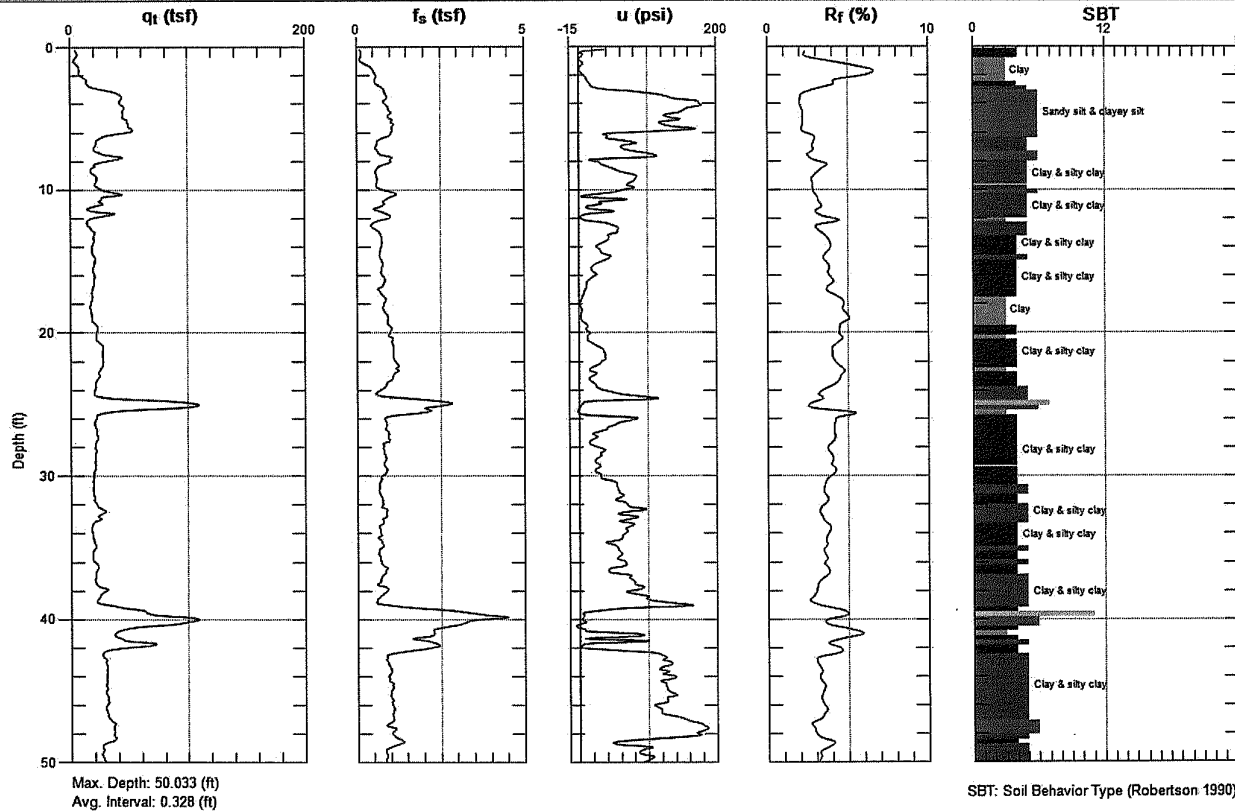 qt (tsf)
fs (tsf)
u (psi)
Rf (%)
SBT
0 200
0 5
-15 200
0 10
0 12
0
10
20
30
40
50
Depth (ft)
Clay
Sandy silt & clayey silt
Clay & silty clay
Clay & silty clay
Clay & silty clay
Clay & silty clay
Clay
Clay & silty clay
Clay & silty clay
Clay & silty clay
Clay & silty clay
Clay & silty clay
Clay & silty clay
Max. Depth: 50.033 (ft)
Avg. Interval: 0.328 (ft)
SBT: Soil Behavior Type (Robertson 1990)